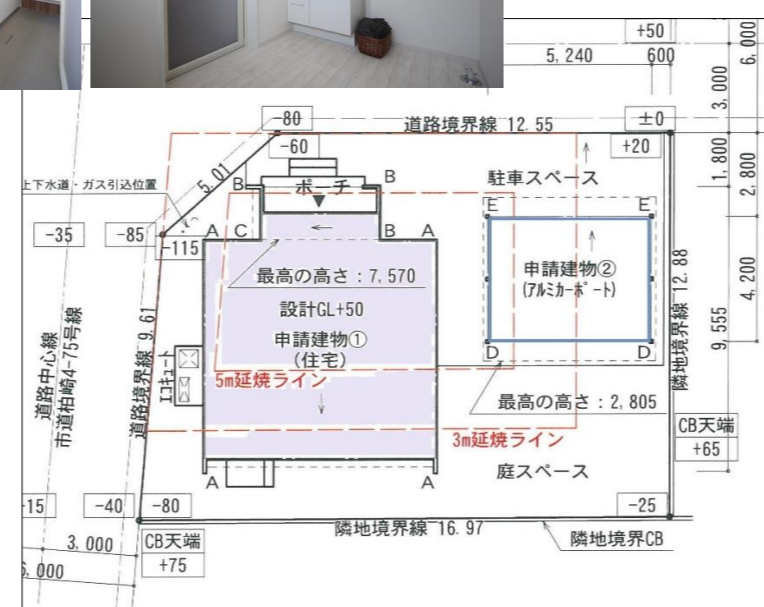 +50
5,240
600
6,000
3,000
-80
道路境界線 12.55
±0
-60
+20
1,800
2,800
5.01
B
ポーチ
B
駐車スペース
上下水道・ガス引込位置
E
E
-35
-85
-115
A
C
B
A
申請建物②
(アルミカーポート)
最高の高さ：7,570
設計GL+50
申請建物①
(住宅)
隣地境界線 12.88
4,200
9,555
道路中心線
市道柏崎4-75号線
道路境界線 9.61
エコキュート
5m延焼ライン
D
D
最高の高さ：2,805
3m延焼ライン
CB天端
+65
庭スペース
A
A
-15
-40
-80
-25
隣地境界線 16.97
隣地境界CB
3,000
CB天端
+75
6,000